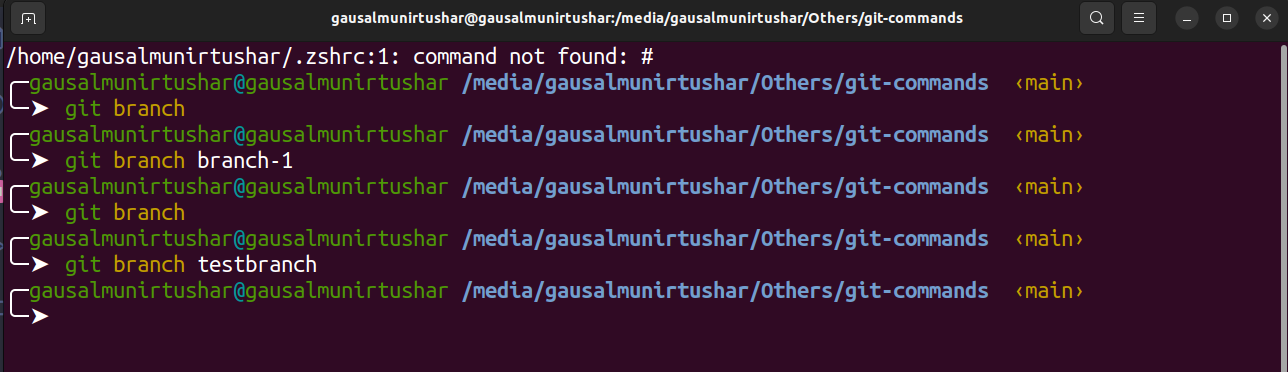 gausalmunirtushar@gausalmunirtushar:/media/gausalmunirtushar/Others/git-commands
/home/gausalmunirtushar/.zshrc:1: command not found: #
╭─gausalmunirtushar@gausalmunirtushar /media/gausalmunirtushar/Others/git-commands ‹main›
╰─➤ git branch
╭─gausalmunirtushar@gausalmunirtushar /media/gausalmunirtushar/Others/git-commands ‹main›
╰─➤ git branch branch-1
╭─gausalmunirtushar@gausalmunirtushar /media/gausalmunirtushar/Others/git-commands ‹main›
╰─➤ git branch
╭─gausalmunirtushar@gausalmunirtushar /media/gausalmunirtushar/Others/git-commands ‹main›
╰─➤ git branch testbranch
╭─gausalmunirtushar@gausalmunirtushar /media/gausalmunirtushar/Others/git-commands ‹main›
╰─➤